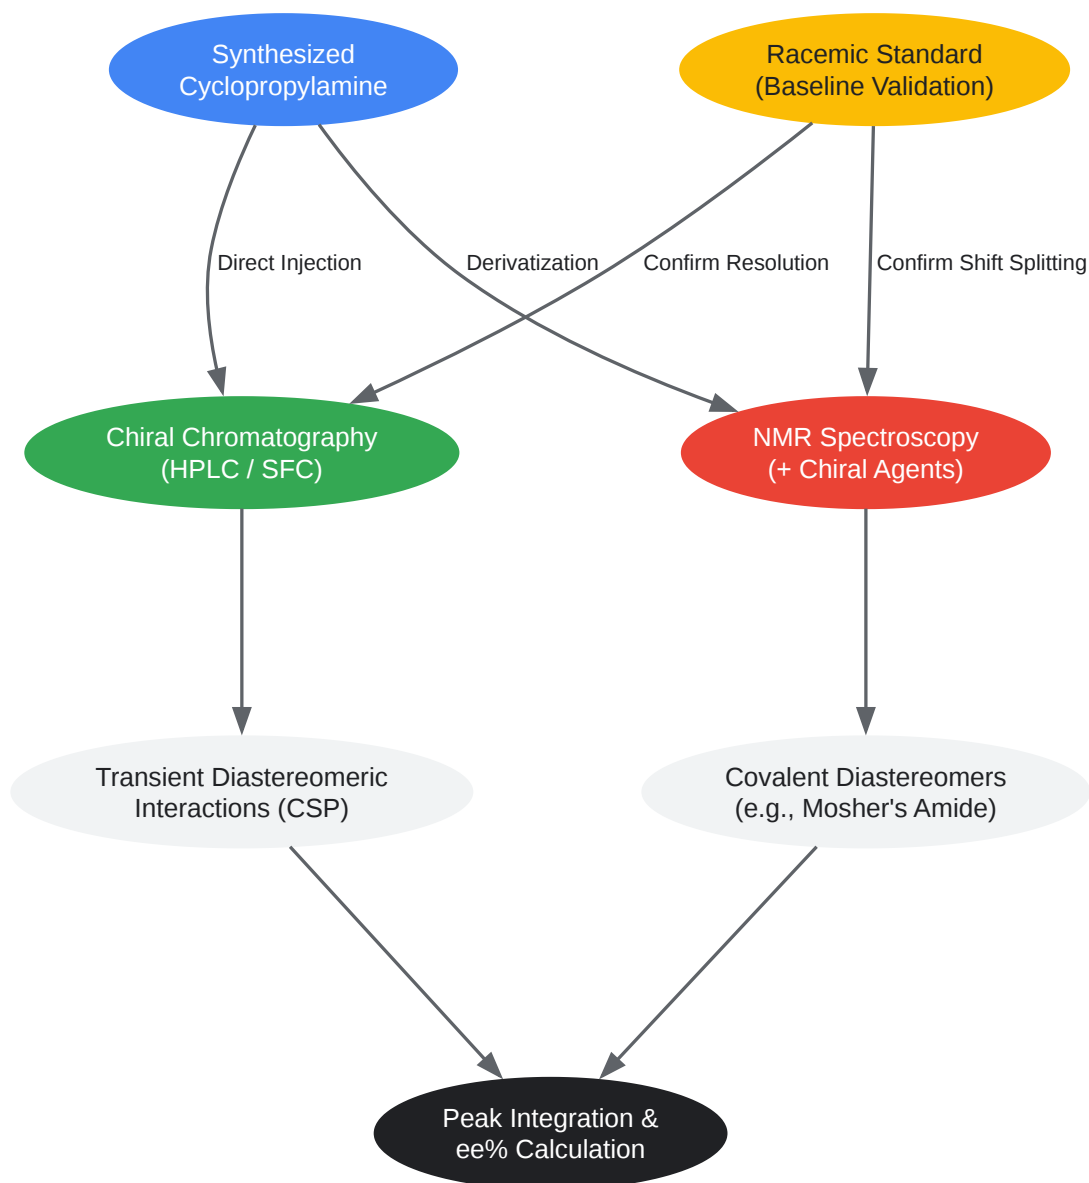 Synthesized
Cyclopropylamine
Racemic Standard
(Baseline Validation)
Direct Injection
Derivatization
Confirm Resolution
Confirm Shift Splitting
Chiral Chromatography
(HPLC / SFC)
NMR Spectroscopy
(+ Chiral Agents)
Transient Diastereomeric
Interactions (CSP)
Covalent Diastereomers
(e.g., Mosher's Amide)
Peak Integration &
ee% Calculation